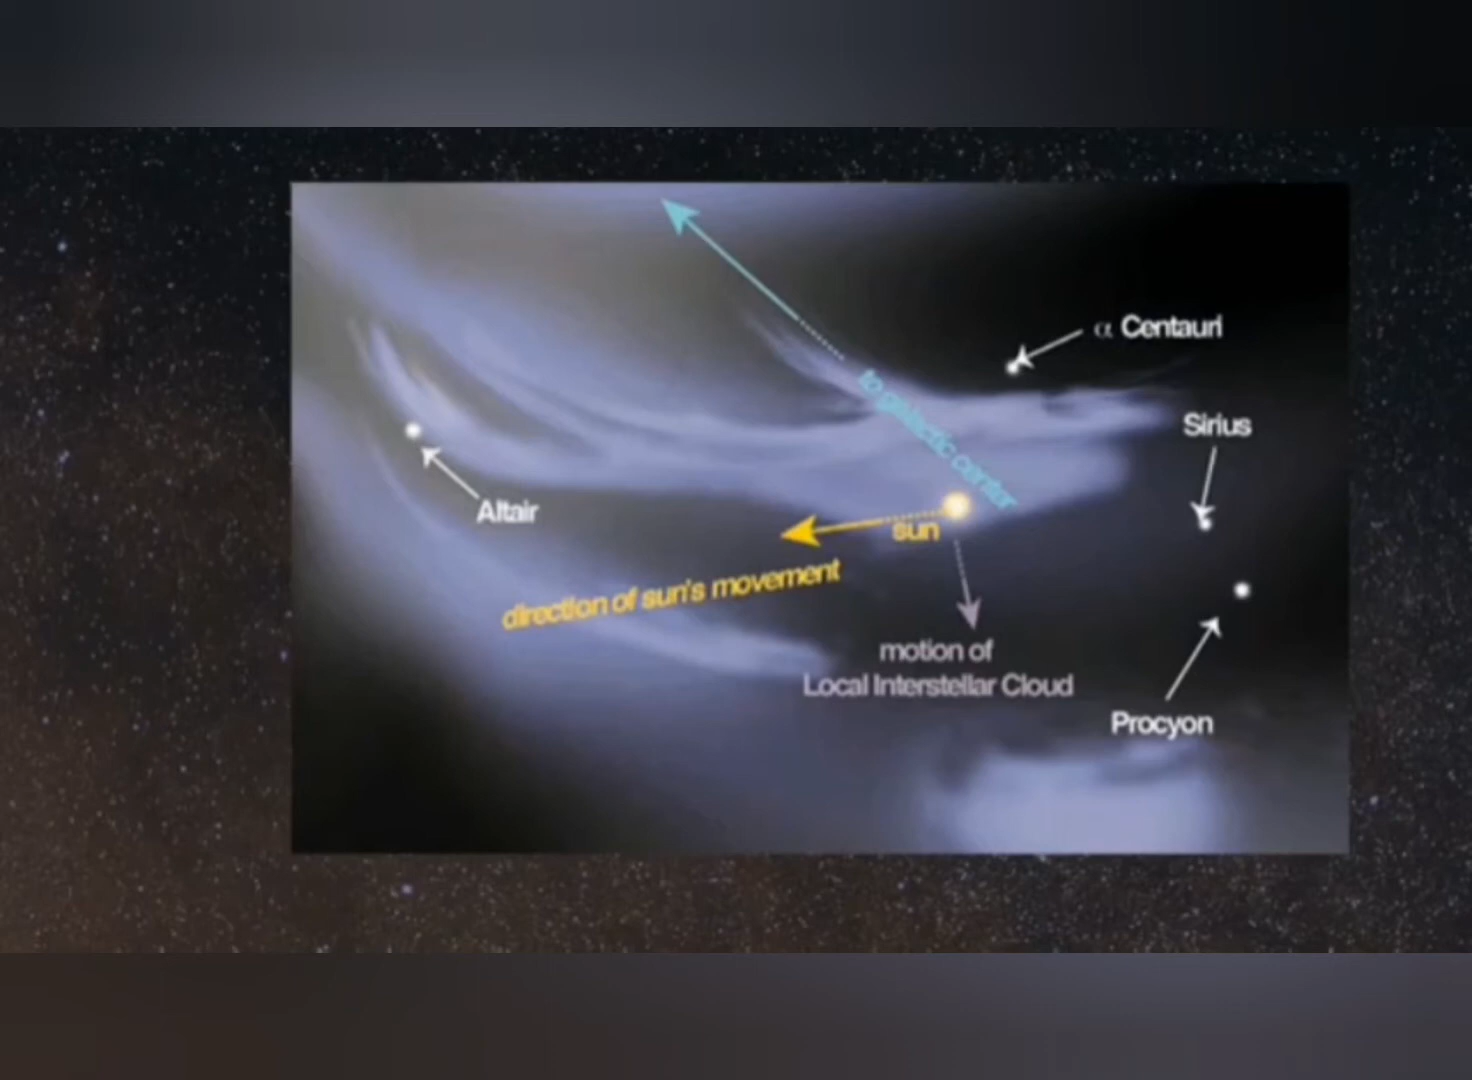 α Centauri
to galactic center
Sirius
Altair
sun
direction of sun's movement
motion of
Local Interstellar Cloud
Procyon